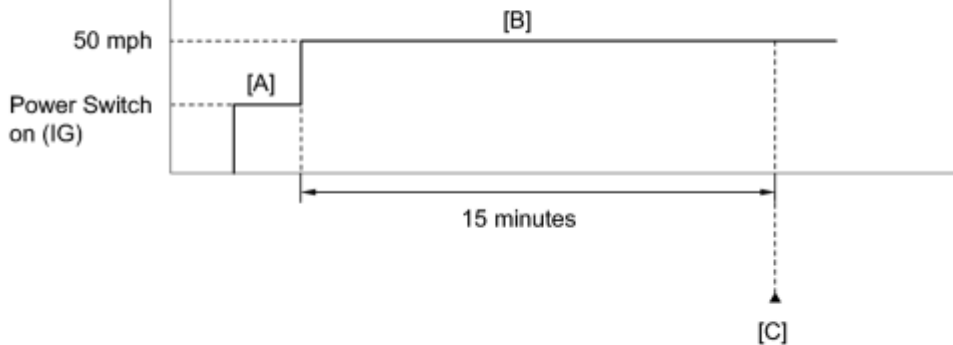 [B]
50 mph
[A]
Power Switch
on (IG)
15 minutes
[C]